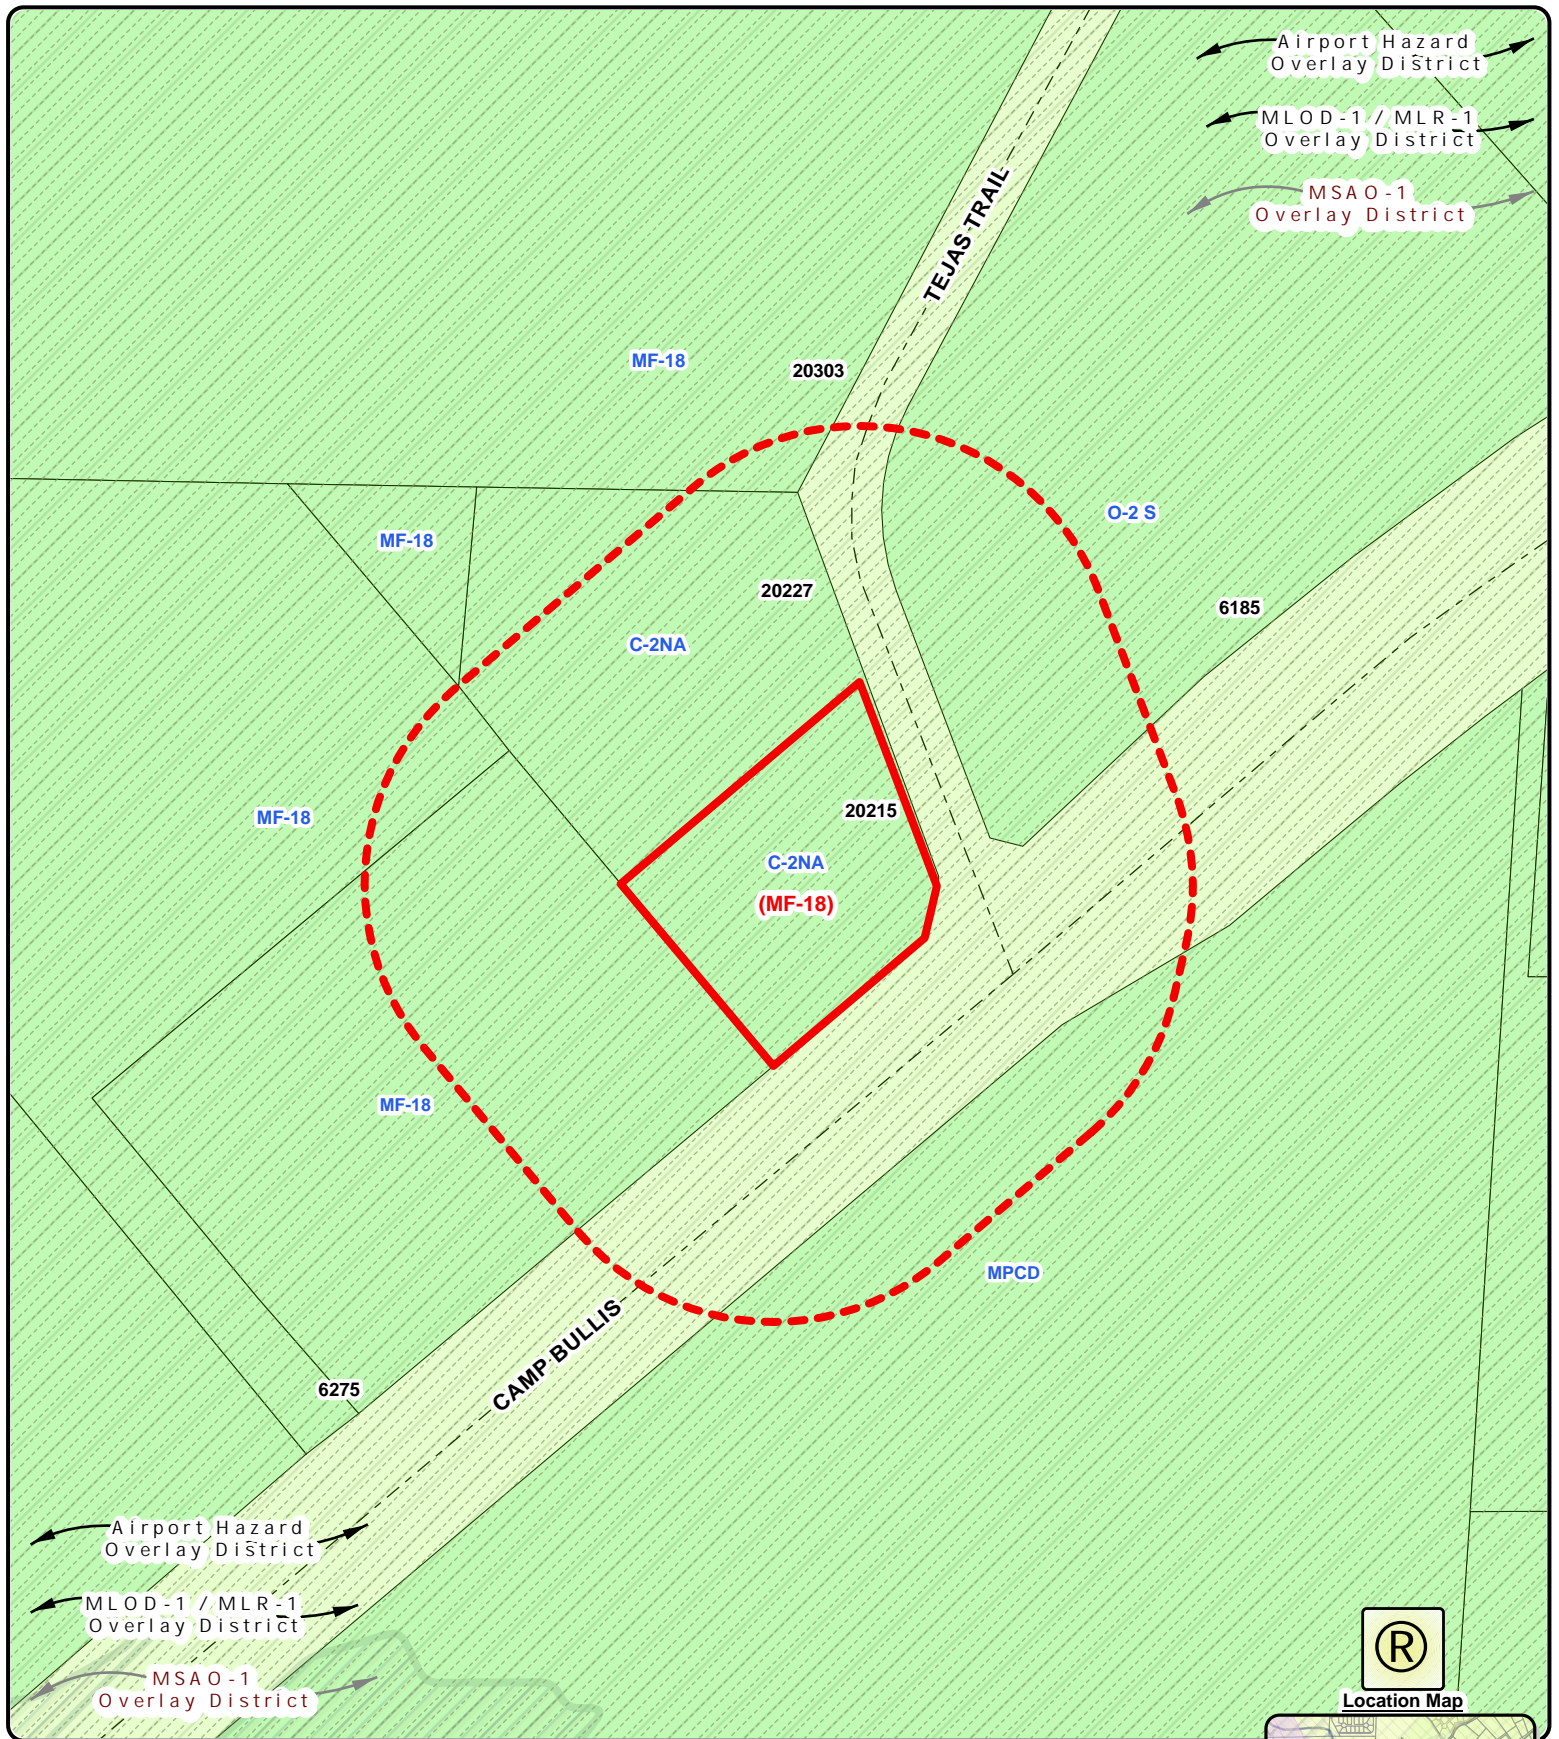 Airport Hazard
Overlay District
MLOD-1 / MLR-1
Overlay District
MSAO-1
Overlay District
TEJAS TRAIL
MF-18
20303
O-2 S
MF-18
20227
6185
C-2NA
20215
MF-18
C-2NA
(MF-18)
MF-18
MPCD
CAMP BULLIS
6275
Airport Hazard
Overlay District
MLOD-1 / MLR-1
Overlay District
MSAO-1
Overlay District
®
Location Map